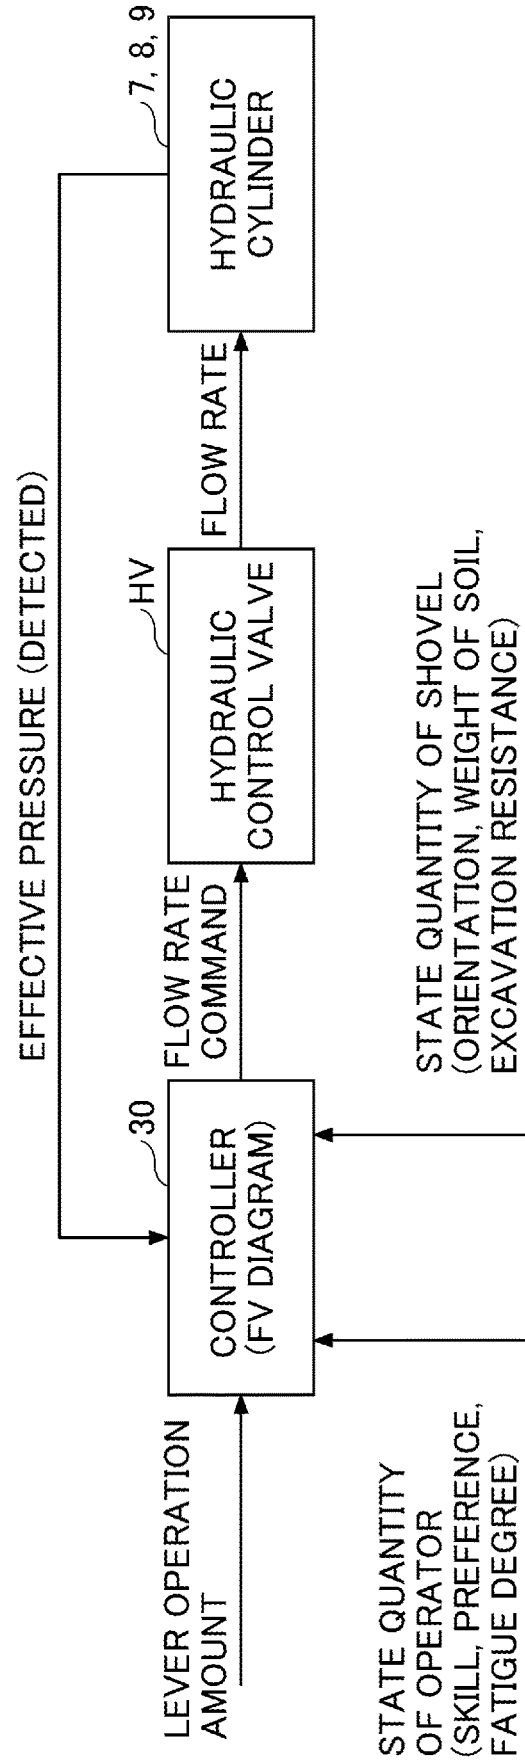 EFFECTIVE PRESSURE (DETECTED)
LEVER OPERATION
AMOUNT
30
CONTROLLER
(FV DIAGRAM)
FLOW RATE
COMMAND
HV
HYDRAULIC
CONTROL VALVE
FLOW RATE
7, 8, 9
HYDRAULIC
CYLINDER
STATE QUANTITY
OF OPERATOR
(SKILL, PREFERENCE,
FATIGUE DEGREE)
STATE QUANTITY OF SHOVEL
(ORIENTATION, WEIGHT OF SOIL,
EXCAVATION RESISTANCE)